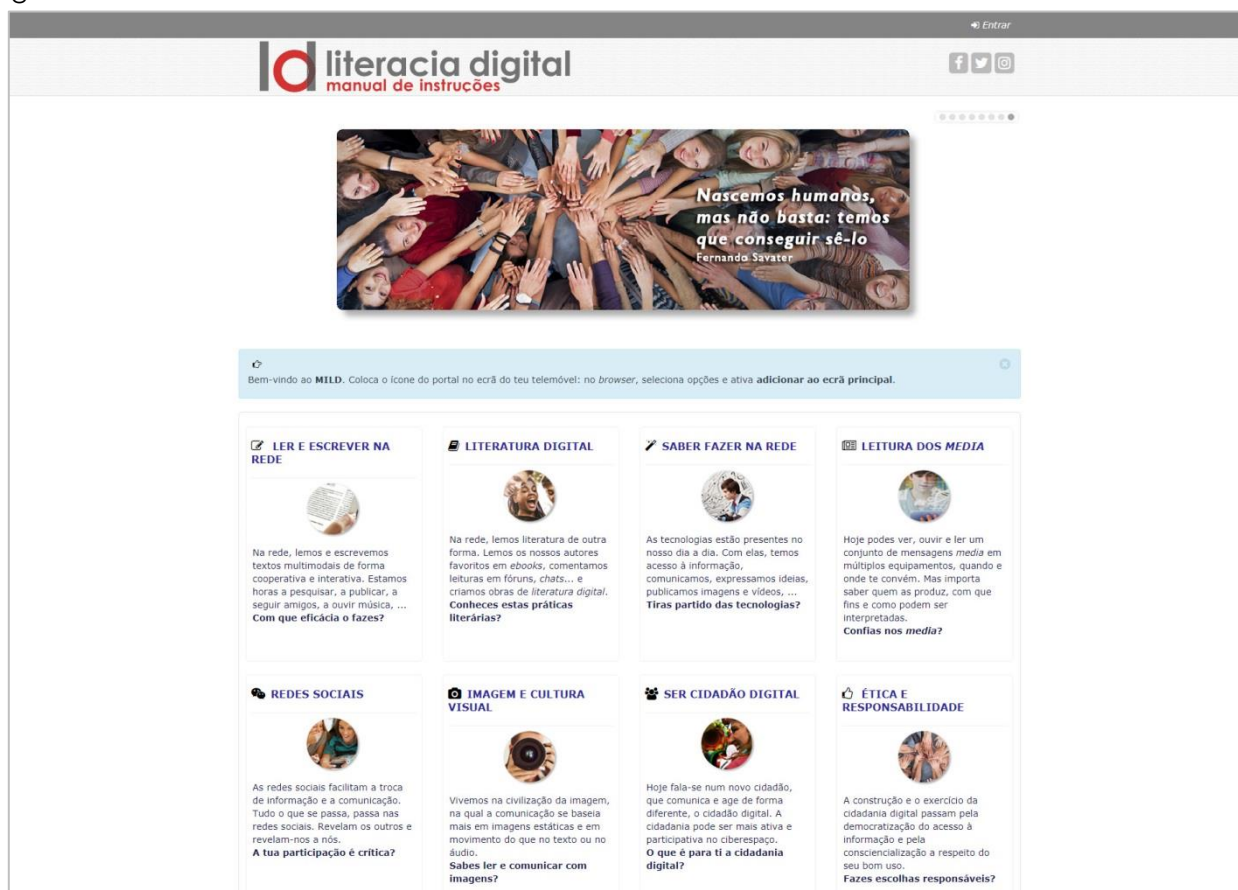 Entrar
ld literacia digital
manual de instruções
Nascemos humanos,
mas não basta: temos
que conseguir sê-lo
Fernando Savater
Bem-vindo ao MILD. Coloca o ícone do portal no ecrã do teu telemóvel: no browser, seleciona opções e ativa adicionar ao ecrã principal.
LER E ESCREVER NA
REDE
Na rede, lemos e escrevemos
textos multimodais de forma
cooperativa e interativa. Estamos
horas a pesquisar, a publicar, a
seguir amigos, a ouvir música, ...
Com que eficácia o fazes?
LITERATURA DIGITAL
Na rede, lemos literatura de outra
forma. Lemos os nossos autores
favoritos em ebooks, comentamos
leituras em fóruns, chats... e
criamos obras de literatura digital.
Conheces estas práticas
literárias?
SABER FAZER NA REDE
As tecnologias estão presentes no
nosso dia a dia. Com elas, temos
acesso à informação,
comunicamos, expressamos ideias,
publicamos imagens e vídeos, ...
Tiras partido das tecnologias?
LEITURA DOS MEDIA
Hoje podes ver, ouvir e ler um
conjunto de mensagens media em
múltiplos equipamentos, quando e
onde te convém. Mas importa
saber quem as produz, com que
fins e como podem ser
interpretadas.
Confias nos media?
REDES SOCIAIS
As redes sociais facilitam a troca
de informação e a comunicação.
Tudo o que se passa, passa nas
redes sociais. Revelam os outros e
revelam-nos a nós.
A tua participação é crítica?
IMAGEM E CULTURA
VISUAL
Vivemos na civilização da imagem,
na qual a comunicação se baseia
mais em imagens estáticas e em
movimento do que no texto ou no
áudio.
Sabes ler e comunicar com
imagens?
SER CIDADÃO DIGITAL
Hoje fala-se num novo cidadão,
que comunica e age de forma
diferente, o cidadão digital. A
cidadania pode ser mais ativa e
participativa no ciberespaço.
O que é para ti a cidadania
digital?
ÉTICA E
RESPONSABILIDADE
A construção e o exercício da
cidadania digital passam pela
democratização do acesso à
informação e pela
consciencialização a respeito do
seu bom uso.
Fazes escolhas responsáveis?